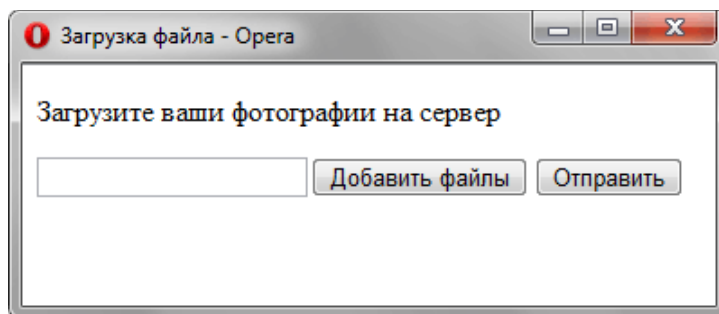 Загрузка файла - Opera
Загрузите ваши фотографии на сервер
Добавить файлы Отправить